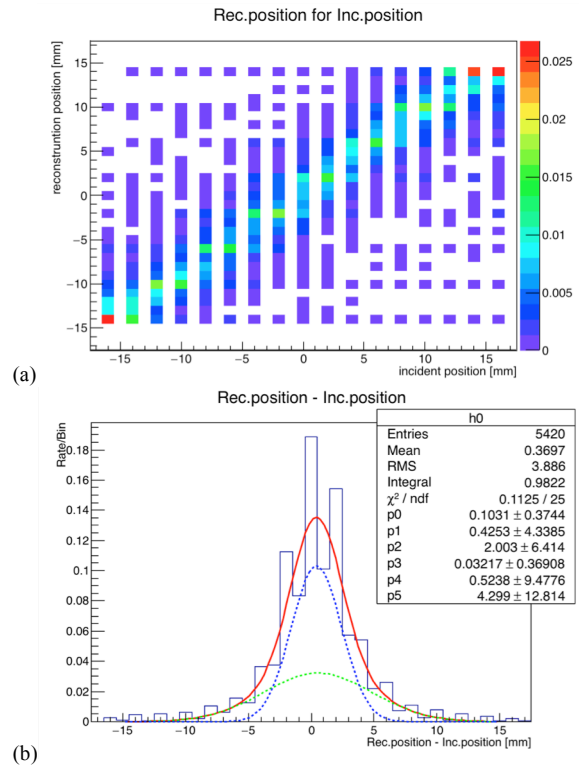 Rec.position for Inc.position
reconstruntion position [mm]
15
10
5
0
−5
−10
−15
−15 −10 −5 0 5 10 15
incident position [mm]
0.025
0.02
0.015
0.01
0.005
0
(a)
Rec.position - Inc.position
Rate/Bin
0.18
0.16
0.14
0.12
0.1
0.08
0.06
0.04
0.02
0
−15 −10 −5 0 5 10 15
Rec.position - Inc.position [mm]
h0
Entries 5420
Mean 0.3697
RMS 3.886
Integral 0.9822
χ² / ndf 0.1125 / 25
p0 0.1031 ± 0.3744
p1 0.4253 ± 4.3385
p2 2.003 ± 6.414
p3 0.03217 ± 0.36908
p4 0.5238 ± 9.4776
p5 4.299 ± 12.814
(b)